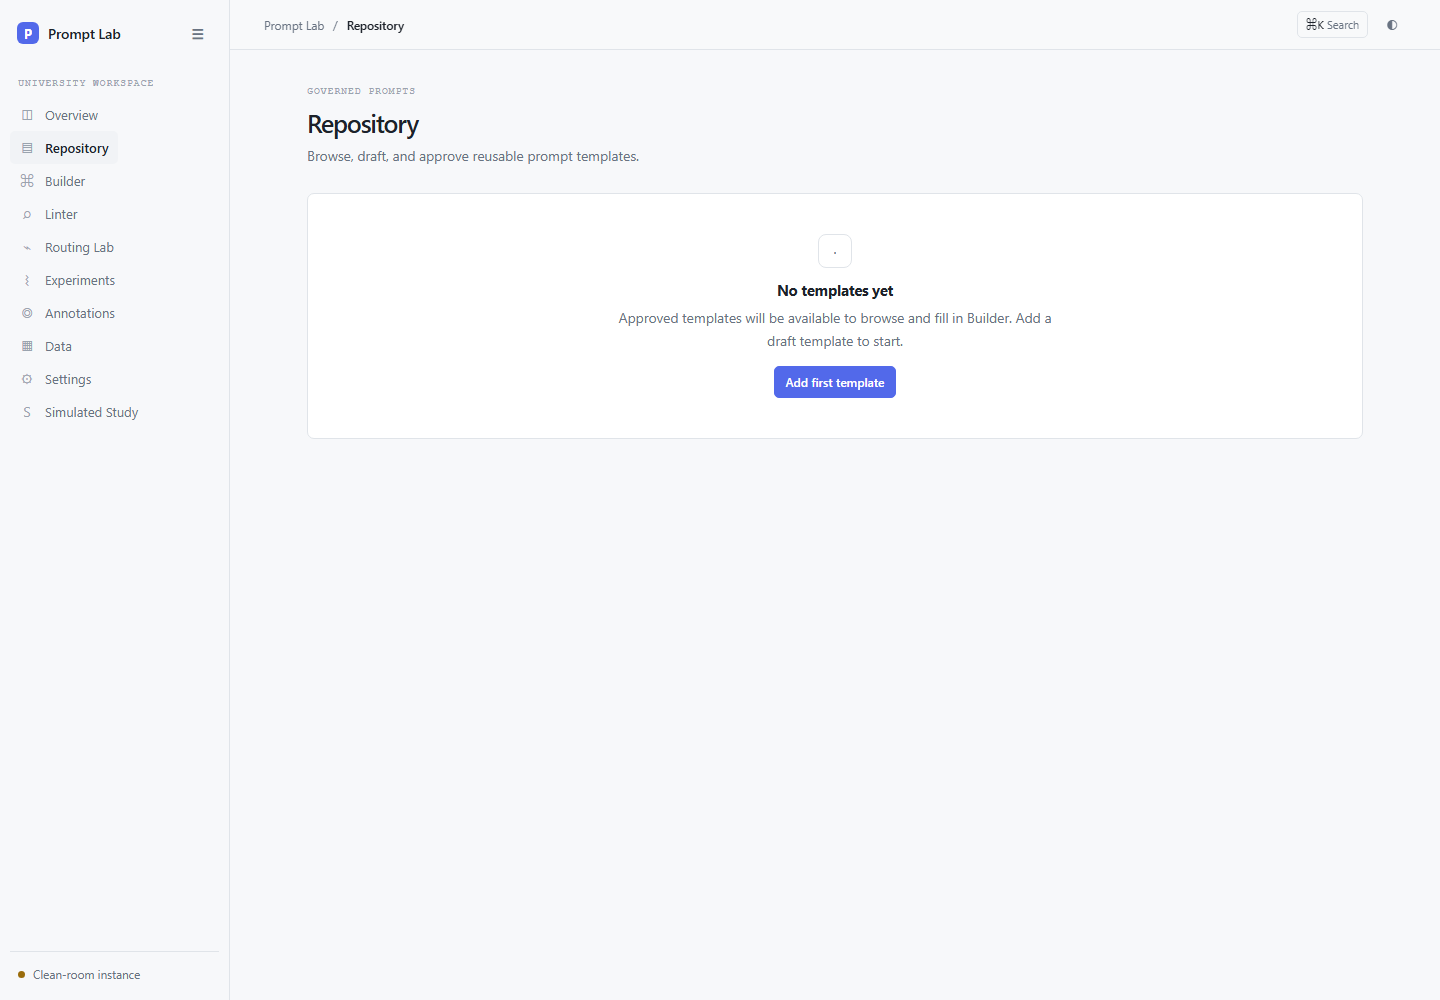 P Prompt Lab
UNIVERSITY WORKSPACE
Overview
Repository
Builder
Linter
Routing Lab
Experiments
Annotations
Data
Settings
S Simulated Study
Clean-room instance
Prompt Lab / Repository
⌘K Search
GOVERNED PROMPTS
Repository
Browse, draft, and approve reusable prompt templates.
No templates yet
Approved templates will be available to browse and fill in Builder. Add a
draft template to start.
Add first template